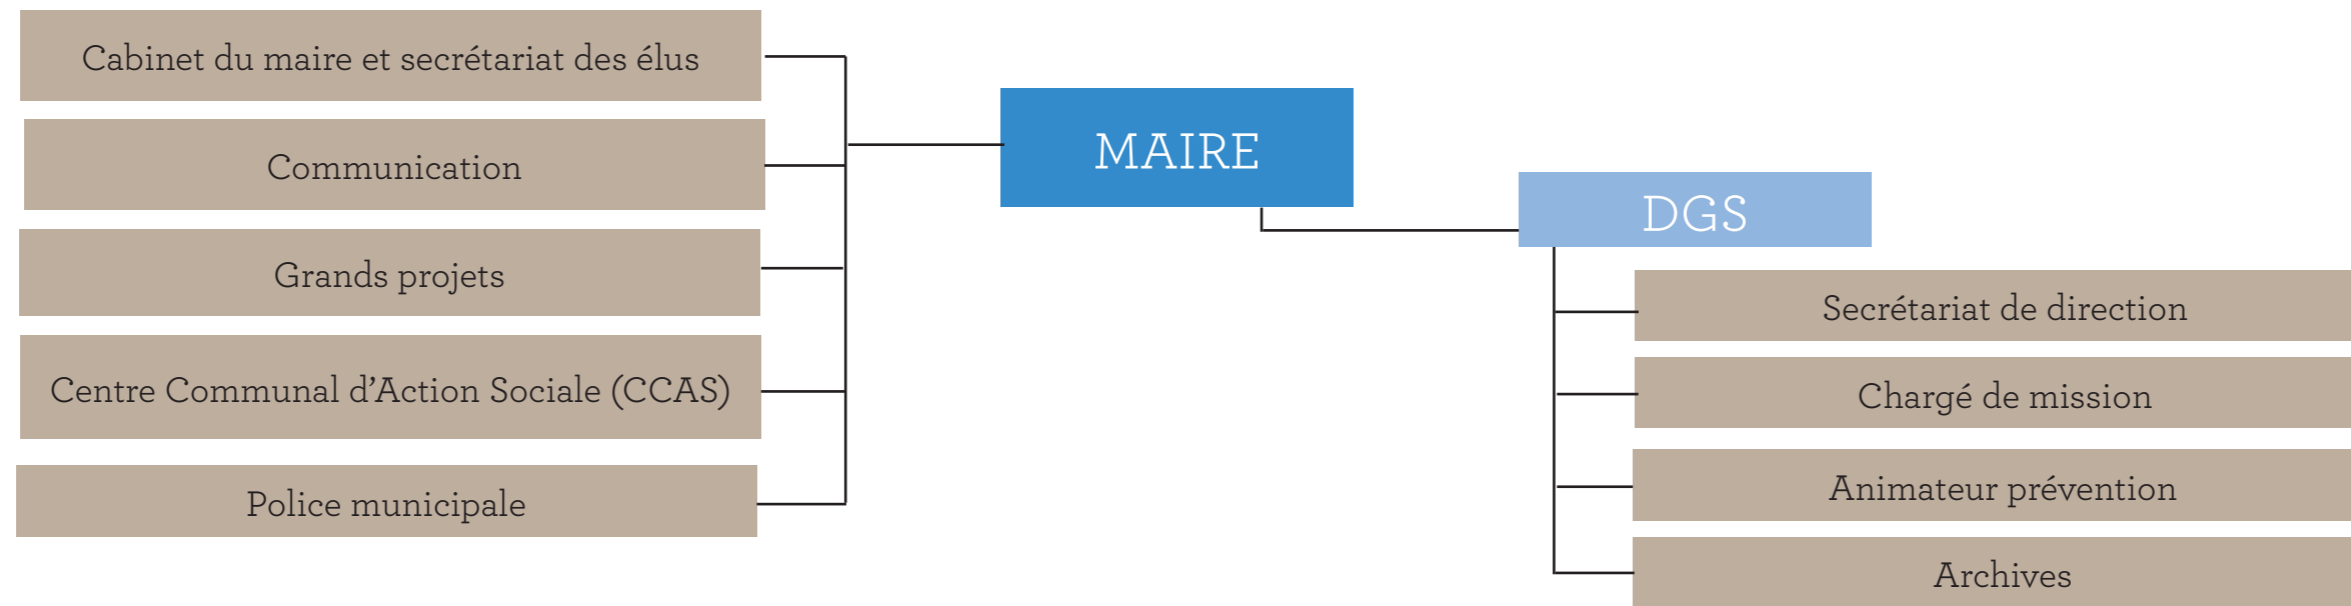 Cabinet du maire et secrétariat des élus
Communication
Grands projets
Centre Communal d’Action Sociale (CCAS)
Police municipale
MAIRE
DGS
Secrétariat de direction
Chargé de mission
Animateur prévention
Archives